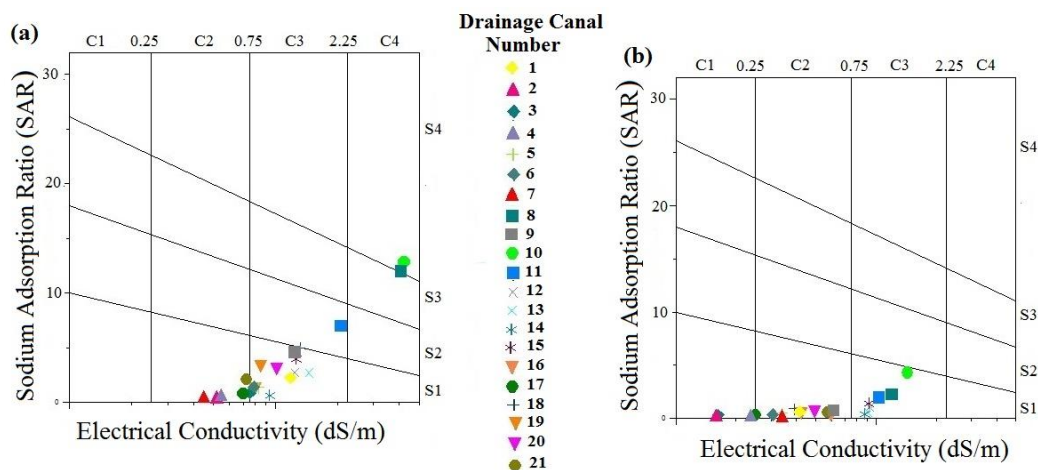 (a)
C1 0.25 C2 0.75 C3 2.25 C4
30
20
10
0
Sodium Adsorption Ratio (SAR)
S4
S3
S2
S1
Electrical Conductivity (dS/m)
Drainage Canal
Number
1
2
3
4
5
6
7
8
9
10
11
12
13
14
15
16
17
18
19
20
21
(b)
C1 0.25 C2 0.75 C3 2.25 C4
30
20
10
0
Sodium Adsorption Ratio (SAR)
S4
S3
S2
S1
Electrical Conductivity (dS/m)